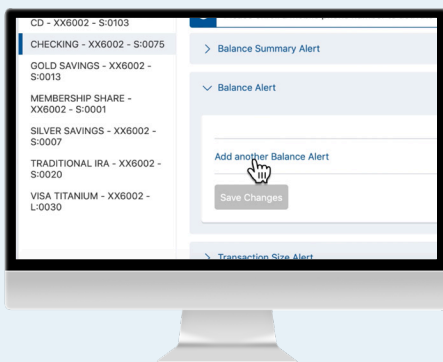 CD - XX6002 - S:0103
CHECKING - XX6002 - S:0075
GOLD SAVINGS - XX6002 -
S:0013
MEMBERSHIP SHARE -
XX6002 - S:0001
SILVER SAVINGS - XX6002 -
S:0007
TRADITIONAL IRA - XX6002 -
S:0020
VISA TITANIUM - XX6002 -
L:0030
Balance Summary Alert
Balance Alert
Add another Balance Alert
Save Changes
Transaction Size Alert